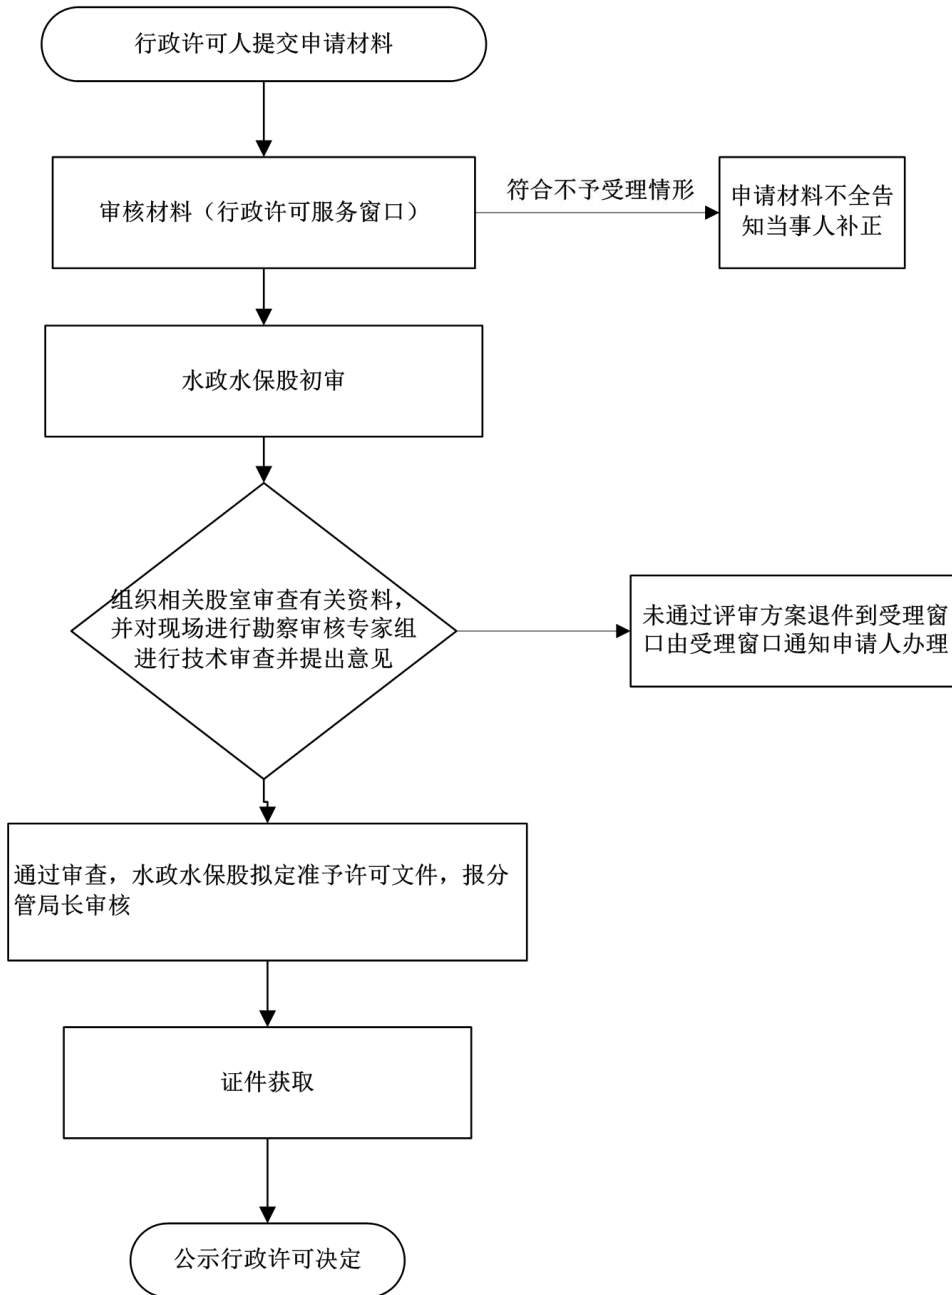 行政许可人提交申请材料
审核材料（行政许可服务窗口）
符合不予受理情形
申请材料不全告
知当事人补正
水政水保股初审
组织相关股室审查有关资料，
并对现场进行勘察审核专家组
进行技术审查并提出意见
未通过评审方案退件到受理窗
口由受理窗口通知申请人办理
通过审查，水政水保股拟定准予许可文件，报分
管局长审核
证件获取
公示行政许可决定